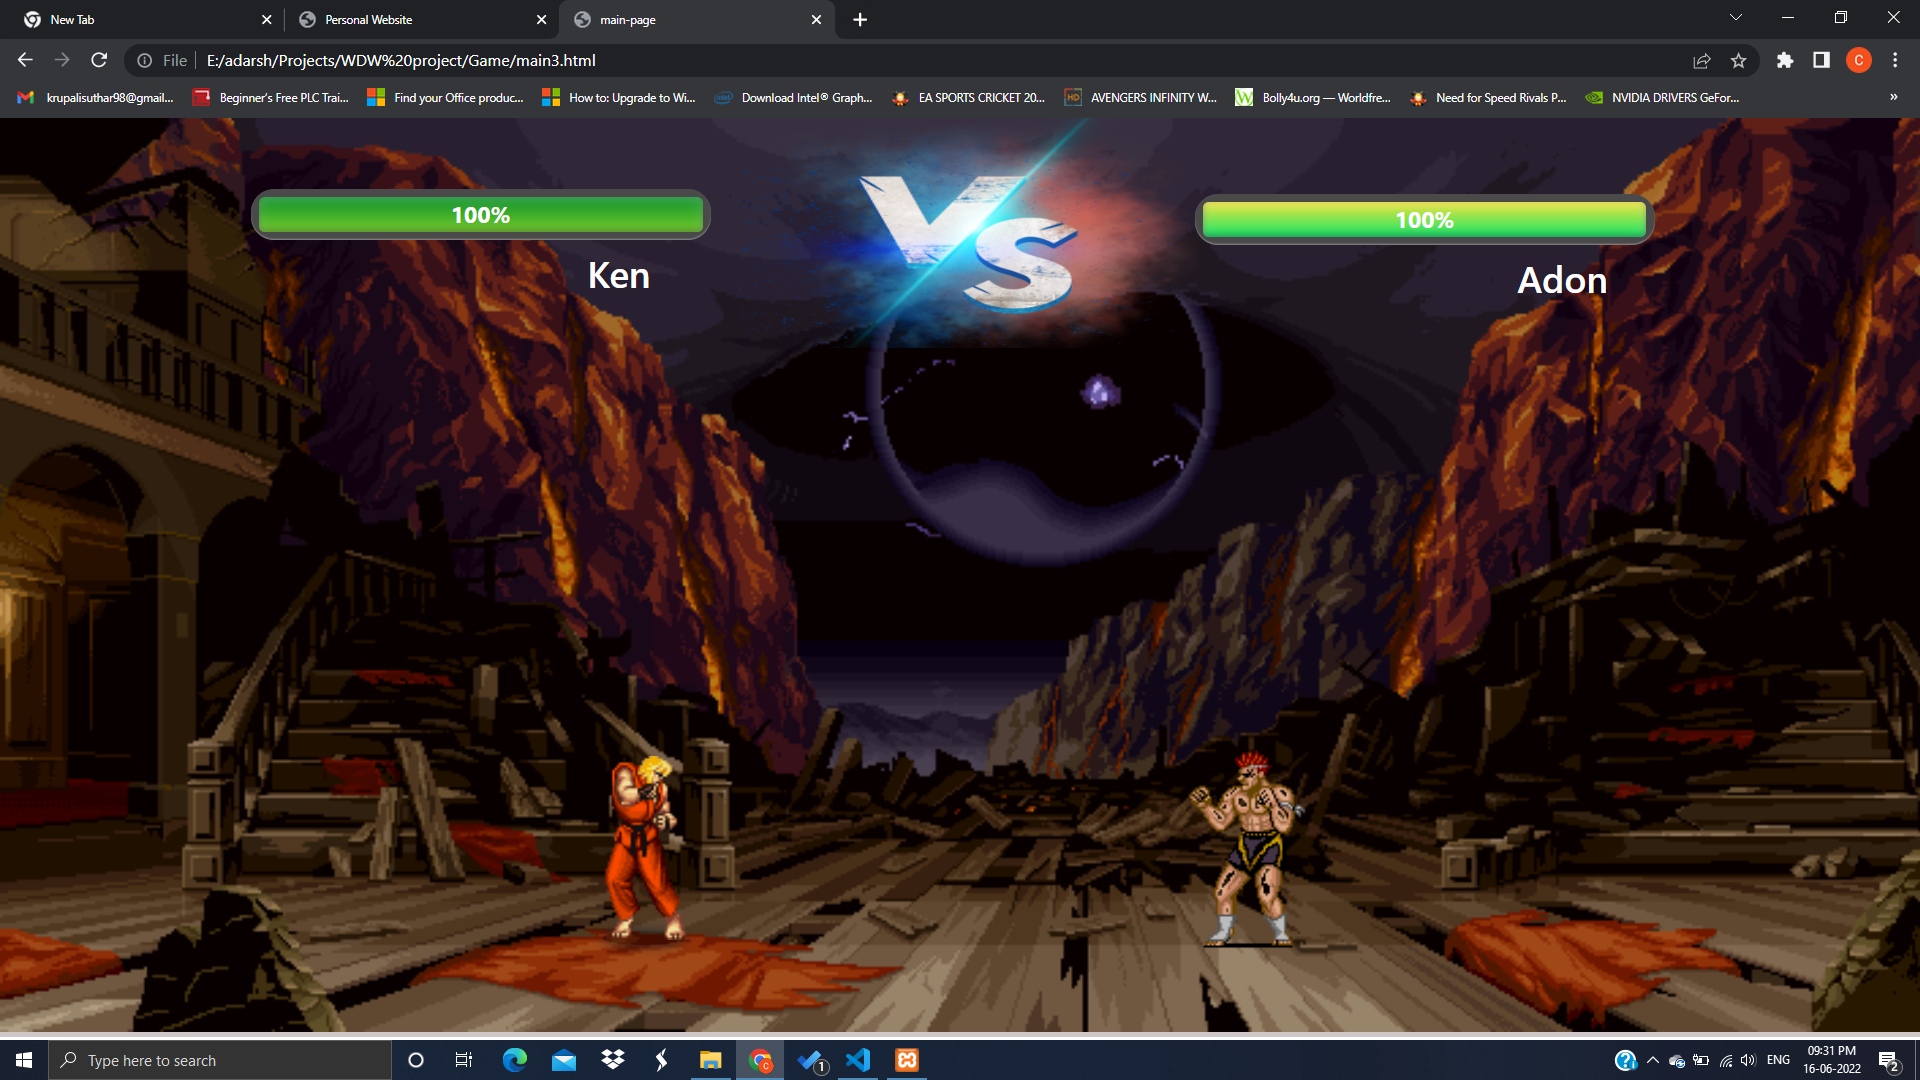 New Tab
Personal Website
main-page
File
E:/adarsh/Projects/WDW%20project/Game/main3.html
C
krupalisuthar98@gmail...
Beginner's Free PLC Trai...
Find your Office produc...
How to: Upgrade to Wi...
Download Intel® Graph...
EA SPORTS CRICKET 20...
HD
AVENGERS INFINITY W...
W
Bolly4u.org — Worldfre...
Need for Speed Rivals P...
NVIDIA DRIVERS GeFor...
»
100%
VS
100%
Ken
Adon
Type here to search
C
1
ENG
09:31 PM
16-06-2022
2